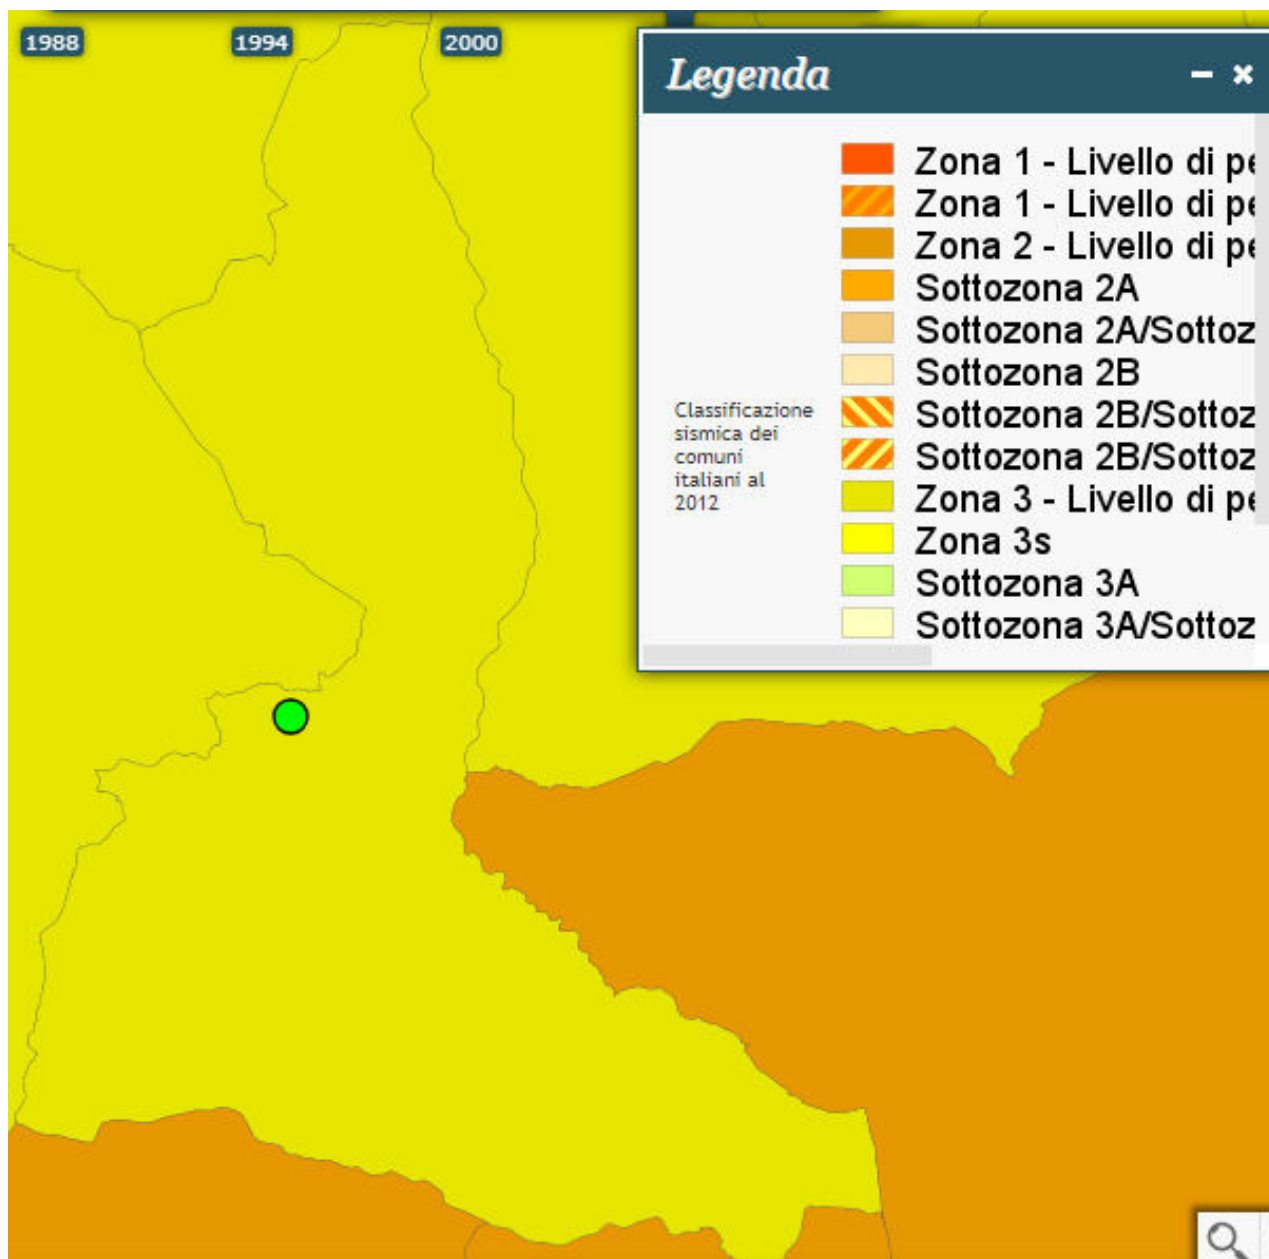 1988
1994
2000
Legenda
Zona 1 - Livello di pe
Zona 1 - Livello di pe
Zona 2 - Livello di pe
Sottozona 2A
Sottozona 2A/Sottoz
Sottozona 2B
Sottozona 2B/Sottoz
Sottozona 2B/Sottoz
Zona 3 - Livello di pe
Zona 3s
Sottozona 3A
Sottozona 3A/Sottoz
Classificazione
sismica dei
comuni
italiani al
2012